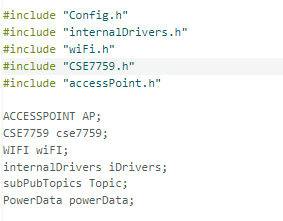 #include "Config.h"
#include "internalDrivers.h"
#include "wiFi.h"
#include "CSE7759.h"
#include "accessPoint.h"
ACCESSPOINT AP;
CSE7759 cse7759;
WIFI wiFI;
internalDrivers iDrivers;
subPubTopics Topic;
PowerData powerData;